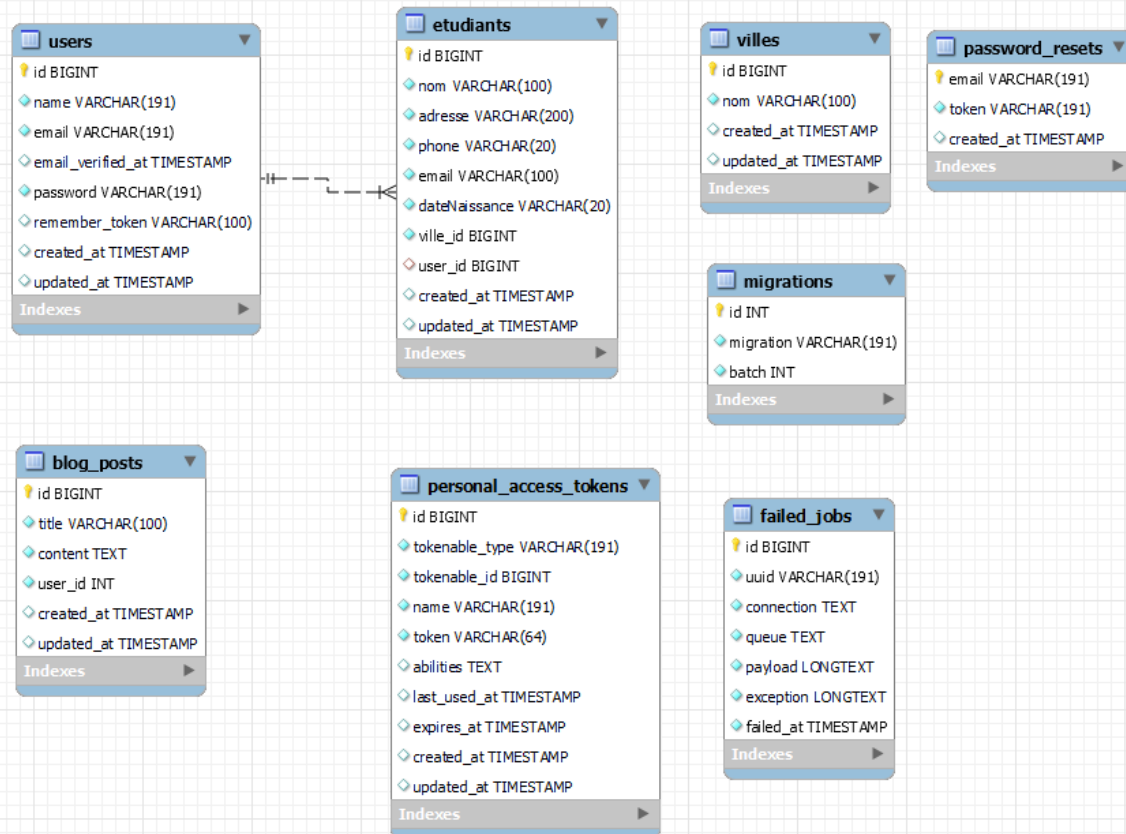 users
id BIGINT
name VARCHAR(191)
email VARCHAR(191)
email_verified_at TIMESTAMP
password VARCHAR(191)
remember_token VARCHAR(100)
created_at TIMESTAMP
updated_at TIMESTAMP
Indexes
etudiants
id BIGINT
nom VARCHAR(100)
adresse VARCHAR(200)
phone VARCHAR(20)
email VARCHAR(100)
dateNaissance VARCHAR(20)
ville_id BIGINT
user_id BIGINT
created_at TIMESTAMP
updated_at TIMESTAMP
Indexes
villes
id BIGINT
nom VARCHAR(100)
created_at TIMESTAMP
updated_at TIMESTAMP
Indexes
password_resets
email VARCHAR(191)
token VARCHAR(191)
created_at TIMESTAMP
Indexes
migrations
id INT
migration VARCHAR(191)
batch INT
Indexes
blog_posts
id BIGINT
title VARCHAR(100)
content TEXT
user_id INT
created_at TIMESTAMP
updated_at TIMESTAMP
Indexes
personal_access_tokens
id BIGINT
tokenable_type VARCHAR(191)
tokenable_id BIGINT
name VARCHAR(191)
token VARCHAR(64)
abilities TEXT
last_used_at TIMESTAMP
expires_at TIMESTAMP
created_at TIMESTAMP
updated_at TIMESTAMP
Indexes
failed_jobs
id BIGINT
uuid VARCHAR(191)
connection TEXT
queue TEXT
payload LONGTEXT
exception LONGTEXT
failed_at TIMESTAMP
Indexes